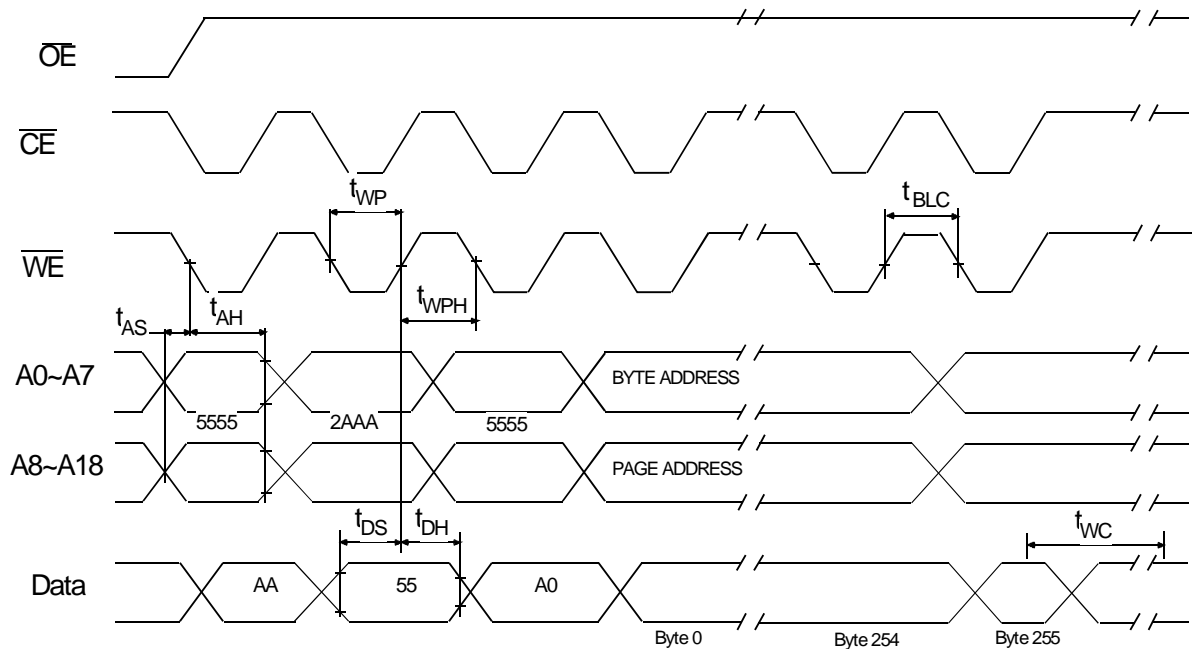 OE
CE
tWP
tBLC
WE
tWPH
tAS
tAH
A0~A7
BYTE ADDRESS
5555
2AAA
5555
A8~A18
PAGE ADDRESS
tDS
tDH
tWC
Data
AA
55
A0
Byte 0
Byte 254
Byte 255